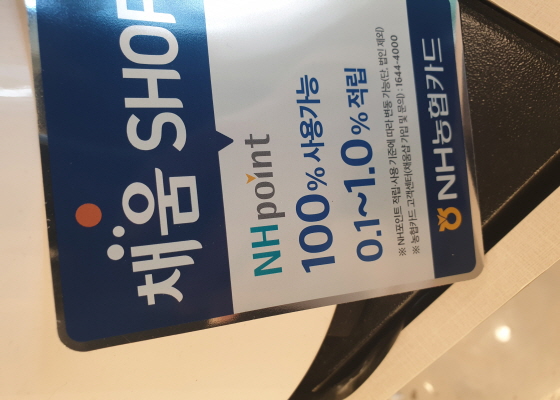 채움 SHOP
NHpoint
100% 사용가능
0.1~1.0% 적립
※ NH포인트 적립 사용 기준에 따라 변동 가능(단, 법인 제외)
※ 농협카드 고객센터(채움샵 가입 및 문의) : 1644-4000
NH농협카드